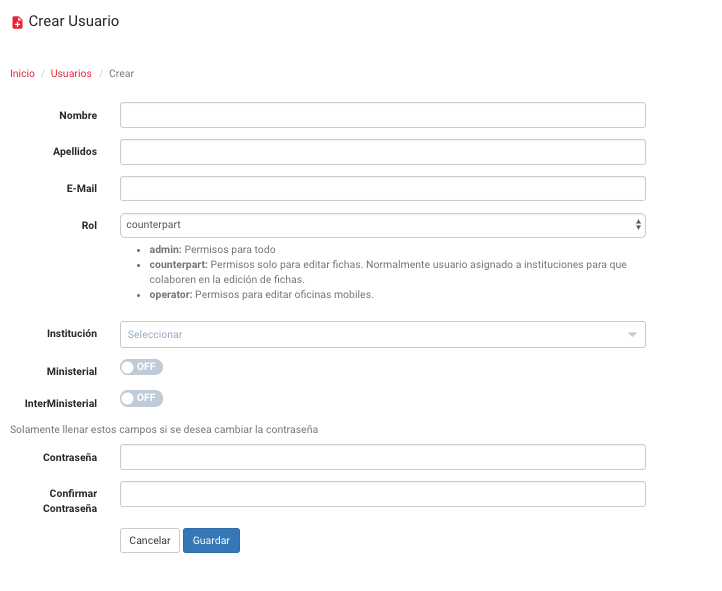 Crear Usuario
Inicio / Usuarios / Crear
Nombre
Apellidos
E-Mail
Rol
counterpart
admin: Permisos para todo
counterpart: Permisos solo para editar fichas. Normalmente usuario asignado a instituciones para que
colaboren en la edición de fichas.
operator: Permisos para editar oficinas mobiles.
Institución
Seleccionar
Ministerial
OFF
InterMinisterial
OFF
Solamente llenar estos campos si se desea cambiar la contraseña
Contraseña
Confirmar
Contraseña
Cancelar
Guardar